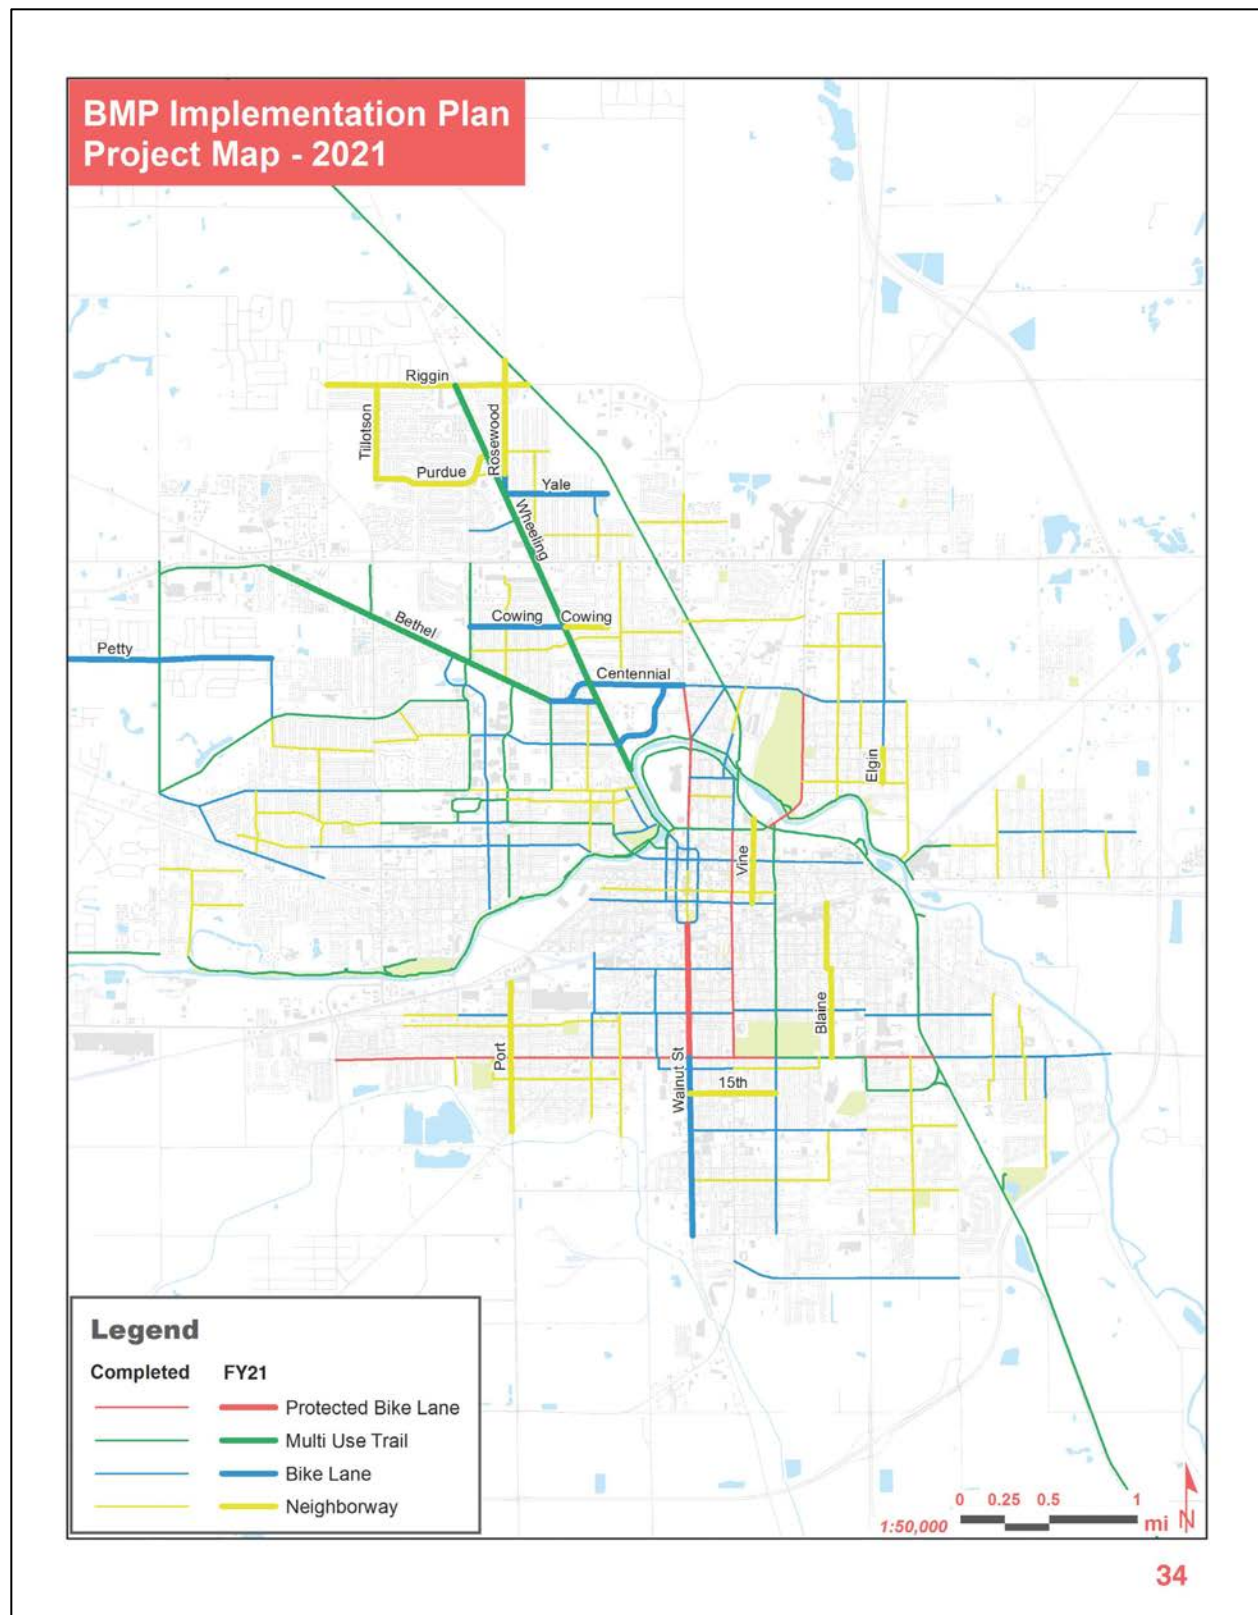 BMP Implementation Plan
Project Map - 2021
Riggin
Tillotson
Rosewood
Purdue
Yale
Wheeling
Cowing
Cowing
Bethel
Petty
Centennial
Elgin
Vine
Blaine
Port
Walnut St
15th
Legend
Completed FY21
Protected Bike Lane
Multi Use Trail
Bike Lane
Neighborway
0 0.25 0.5 1
1:50,000 mi N
34